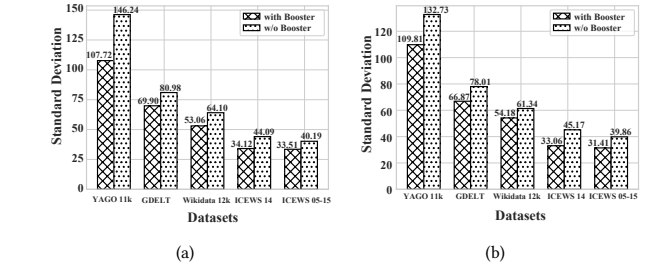 150
125
100
75
50
25
0
Standard Deviation
with Booster
w/o Booster
107.72
146.24
69.90
80.98
53.06
64.10
34.12
44.09
33.51
40.19
YAGO 11k GDELT Wikidata 12k ICEWS 14 ICEWS 05-15
Datasets
(a)
120
100
80
60
40
20
0
Standard Deviation
with Booster
w/o Booster
109.81
132.73
66.87
78.01
54.18
61.34
33.06
45.17
31.41
39.86
YAGO 11k GDELT Wikidata 12k ICEWS 14 ICEWS 05-15
Datasets
(b)